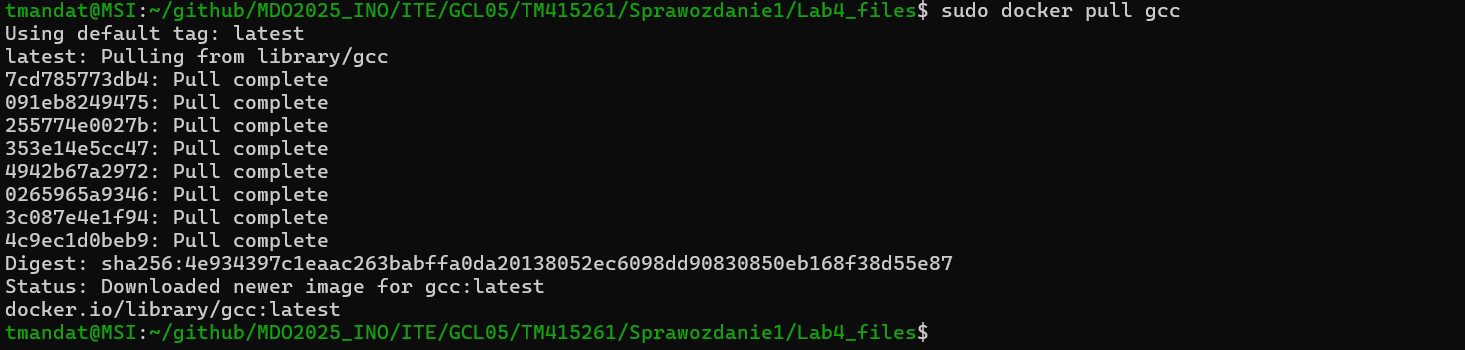 tmandat@MSI:~/github/MDO2025_INO/ITE/GCL05/TM415261/Sprawozdanie1/Lab4_files$ sudo docker pull gcc
Using default tag: latest
latest: Pulling from library/gcc
7cd785773db4: Pull complete
091eb8249475: Pull complete
255774e0027b: Pull complete
353e14e5cc47: Pull complete
4942b67a2972: Pull complete
0265965a9346: Pull complete
3c087e4e1f94: Pull complete
4c9ec1d0beb9: Pull complete
Digest: sha256:4e934397c1eaac263babffa0da20138052ec6098dd90830850eb168f38d55e87
Status: Downloaded newer image for gcc:latest
docker.io/library/gcc:latest
tmandat@MSI:~/github/MDO2025_INO/ITE/GCL05/TM415261/Sprawozdanie1/Lab4_files$